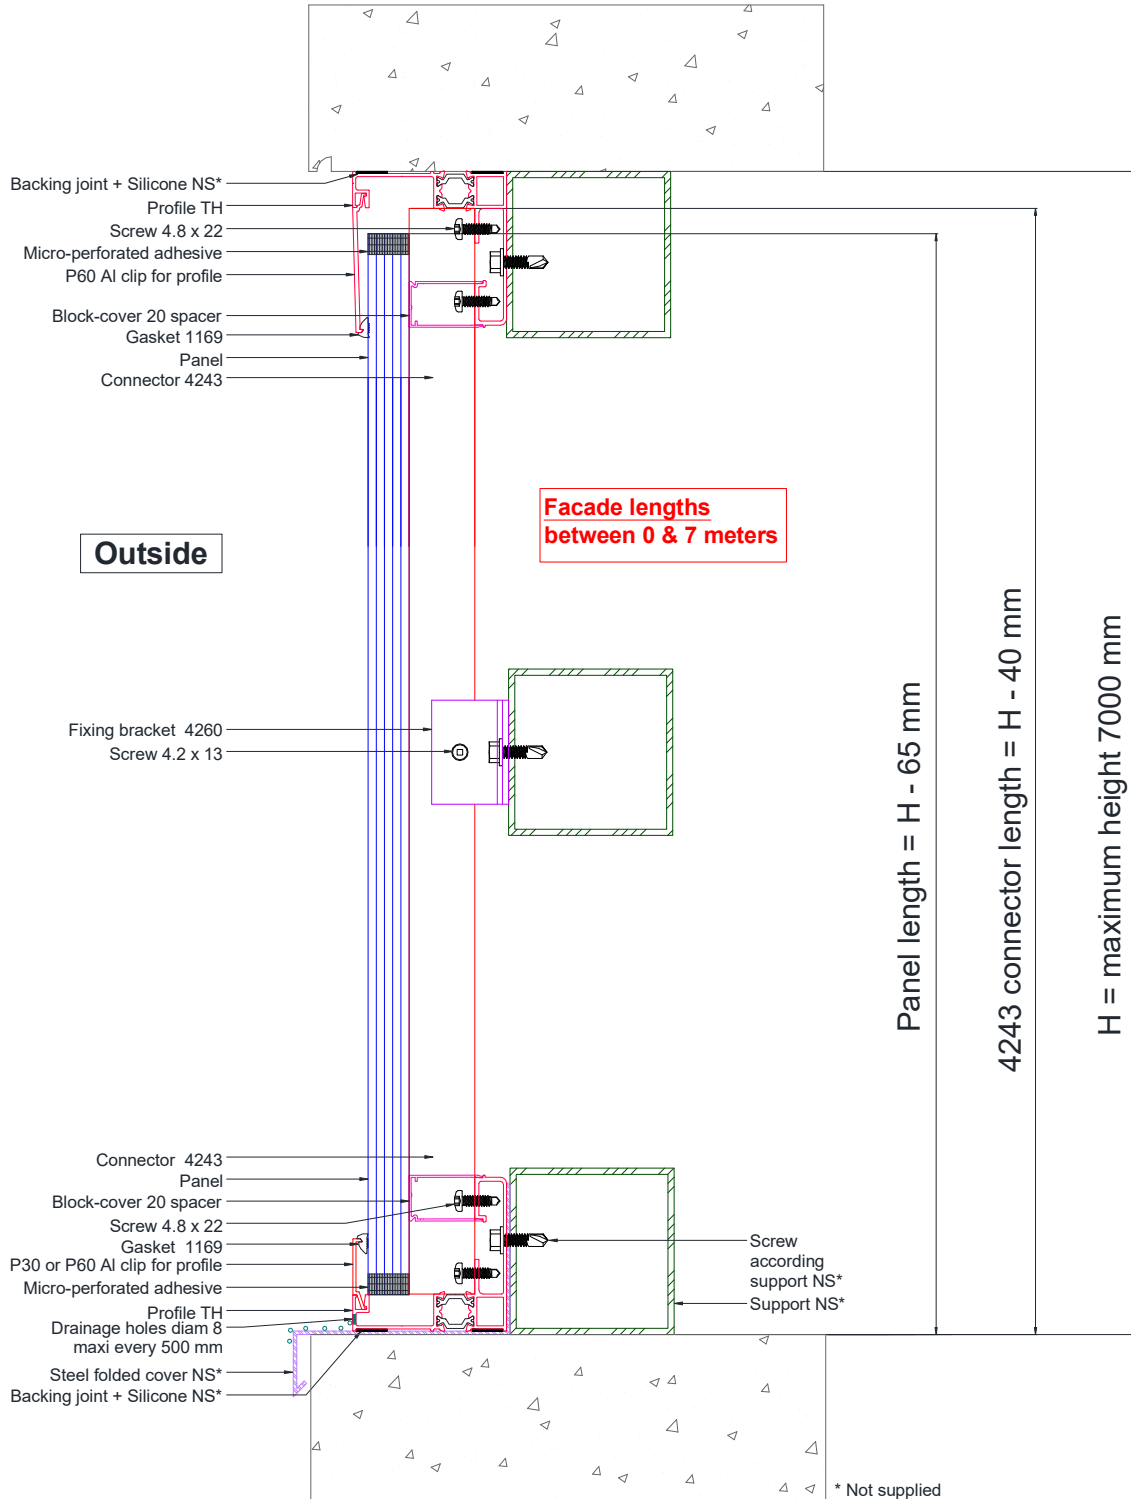 Backing joint + Silicone NS*
Profile TH
Screw 4.8 x 22
Micro-perforated adhesive
P60 Al clip for profile
Block-cover 20 spacer
Gasket 1169
Panel
Connector 4243
Facade lengths
between 0 & 7 meters
Outside
Fixing bracket 4260
Screw 4.2 x 13
Panel length = H - 65 mm
4243 connector length = H - 40 mm
H = maximum height 7000 mm
Connector 4243
Panel
Block-cover 20 spacer
Screw 4.8 x 22
Gasket 1169
P30 or P60 Al clip for profile
Micro-perforated adhesive
Profile TH
Drainage holes diam 8
maxi every 500 mm
Steel folded cover NS*
Backing joint + Silicone NS*
Screw
according
support NS*
Support NS*
* Not supplied